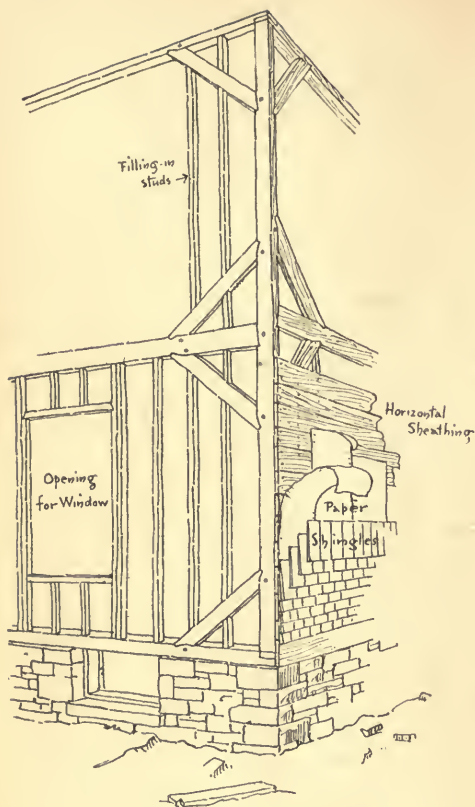 Filling-in
studs
Horizontal
Sheathing
Opening
for Window
Paper
Shingles